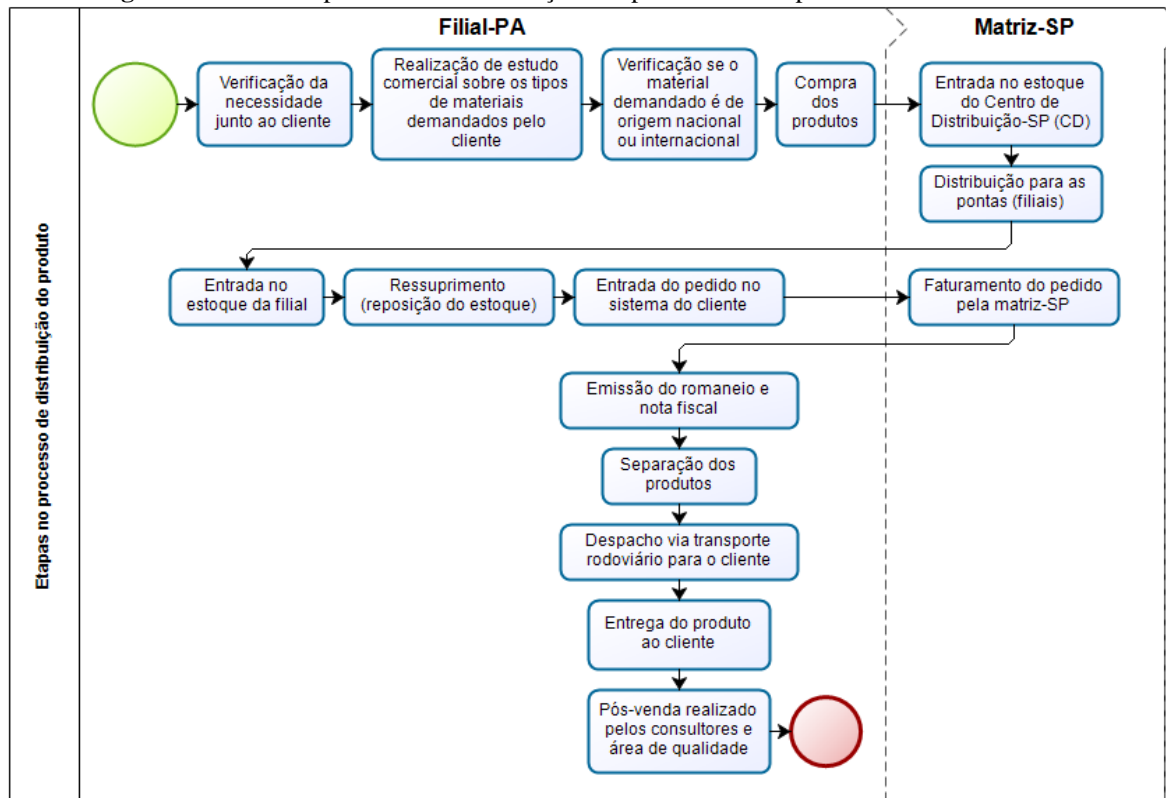 Filial-PA
Matriz-SP
Etapas no processo de distribuição do produto
Verificação da
necessidade
junto ao cliente
Realização de estudo
comercial sobre os tipos
de materiais
demandados pelo
cliente
Verificação se o
material
demandado é de
origem nacional
ou internacional
Compra
dos
produtos
Entrada no estoque
do Centro de
Distribuição-SP (CD)
Distribuição para as
pontas (filiais)
Entrada no
estoque da filial
Ressuprimento
(reposição do estoque)
Entrada do pedido no
sistema do cliente
Faturamento do pedido
pela matriz-SP
Emissão do romaneio e
nota fiscal
Separação dos
produtos
Despacho via transporte
rodoviário para o cliente
Entrega do produto
ao cliente
Pós-venda realizado
pelos consultores e
área de qualidade